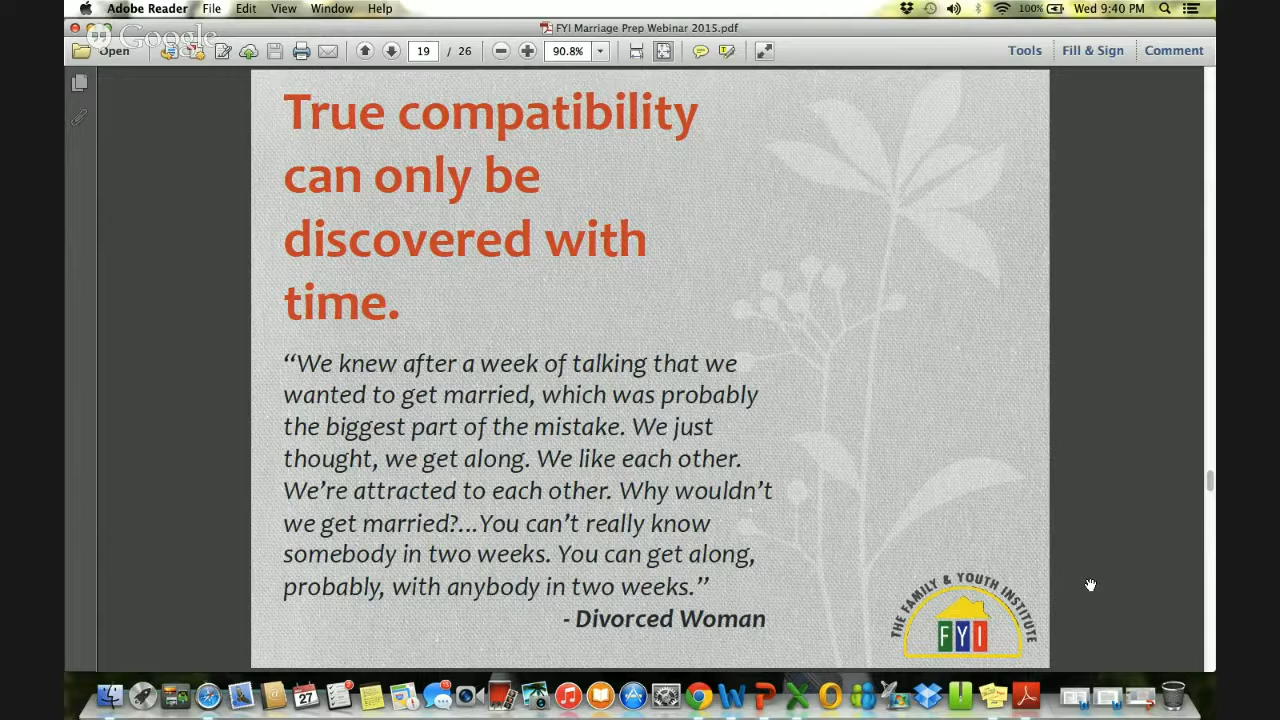 Adobe Reader File Edit View Window Help 100% Wed 9:40 PM
FYI Marriage Prep Webinar 2015.pdf
Google
Open 19 / 26 90.8% Tools Fill & Sign Comment
True compatibility
can only be
discovered with
time.
“We knew after a week of talking that we
wanted to get married, which was probably
the biggest part of the mistake. We just
thought, we get along. We like each other.
We’re attracted to each other. Why wouldn’t
we get married?...You can’t really know
somebody in two weeks. You can get along,
probably, with anybody in two weeks.”
- Divorced Woman
THE FAMILY & YOUTH INSTITUTE
FYI
27